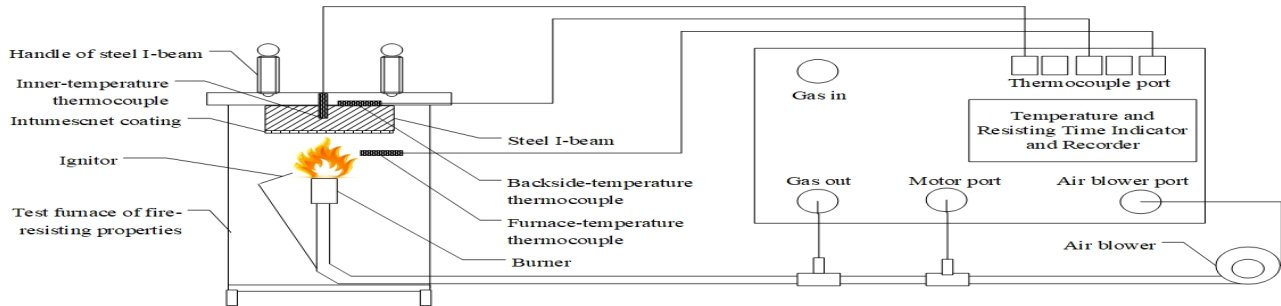 Handle of steel I-beam
Inner-temperature
thermocouple
Intumescnet coating
Ignitor
Test furnace of fire-
resisting properties
Steel I-beam
Backside-temperature
thermocouple
Furnace-temperature
thermocouple
Burner
Gas in
Thermocouple port
Temperature and
Resisting Time Indicator
and Recorder
Gas out
Motor port
Air blower port
Air blower